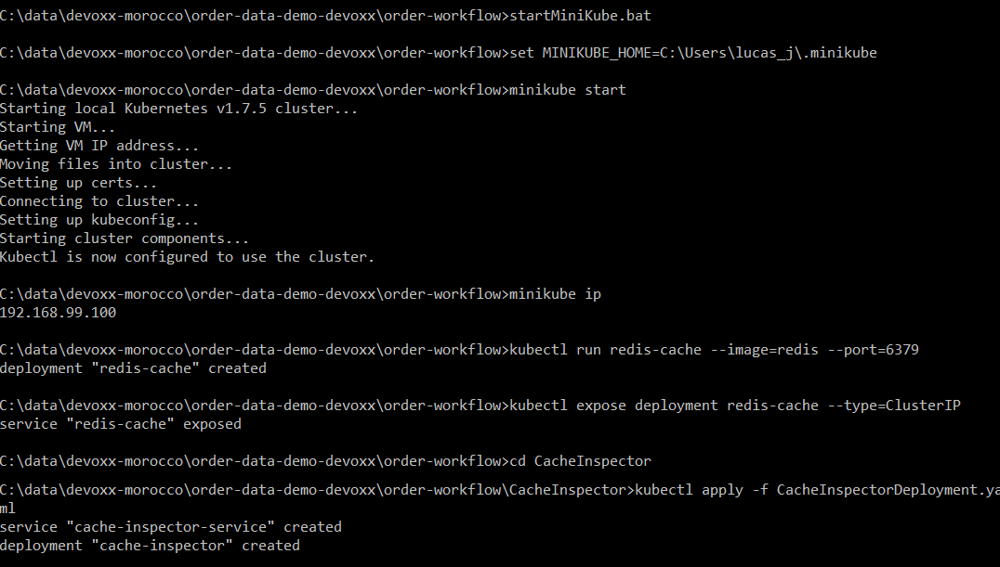 C:\data\devoxx-morocco\order-data-demo-devoxx\order-workflow>startMiniKube.bat
C:\data\devoxx-morocco\order-data-demo-devoxx\order-workflow>set MINIKUBE_HOME=C:\Users\lucas_j\.minikube
C:\data\devoxx-morocco\order-data-demo-devoxx\order-workflow>minikube start
Starting local Kubernetes v1.7.5 cluster...
Starting VM...
Getting VM IP address...
Moving files into cluster...
Setting up certs...
Connecting to cluster...
Setting up kubeconfig...
Starting cluster components...
Kubectl is now configured to use the cluster.
C:\data\devoxx-morocco\order-data-demo-devoxx\order-workflow>minikube ip
192.168.99.100
C:\data\devoxx-morocco\order-data-demo-devoxx\order-workflow>kubectl run redis-cache --image=redis --port=6379
deployment "redis-cache" created
C:\data\devoxx-morocco\order-data-demo-devoxx\order-workflow>kubectl expose deployment redis-cache --type=ClusterIP
service "redis-cache" exposed
C:\data\devoxx-morocco\order-data-demo-devoxx\order-workflow>cd CacheInspector
C:\data\devoxx-morocco\order-data-demo-devoxx\order-workflow\CacheInspector>kubectl apply -f CacheInspectorDeployment.ya
ml
service "cache-inspector-service" created
deployment "cache-inspector" created